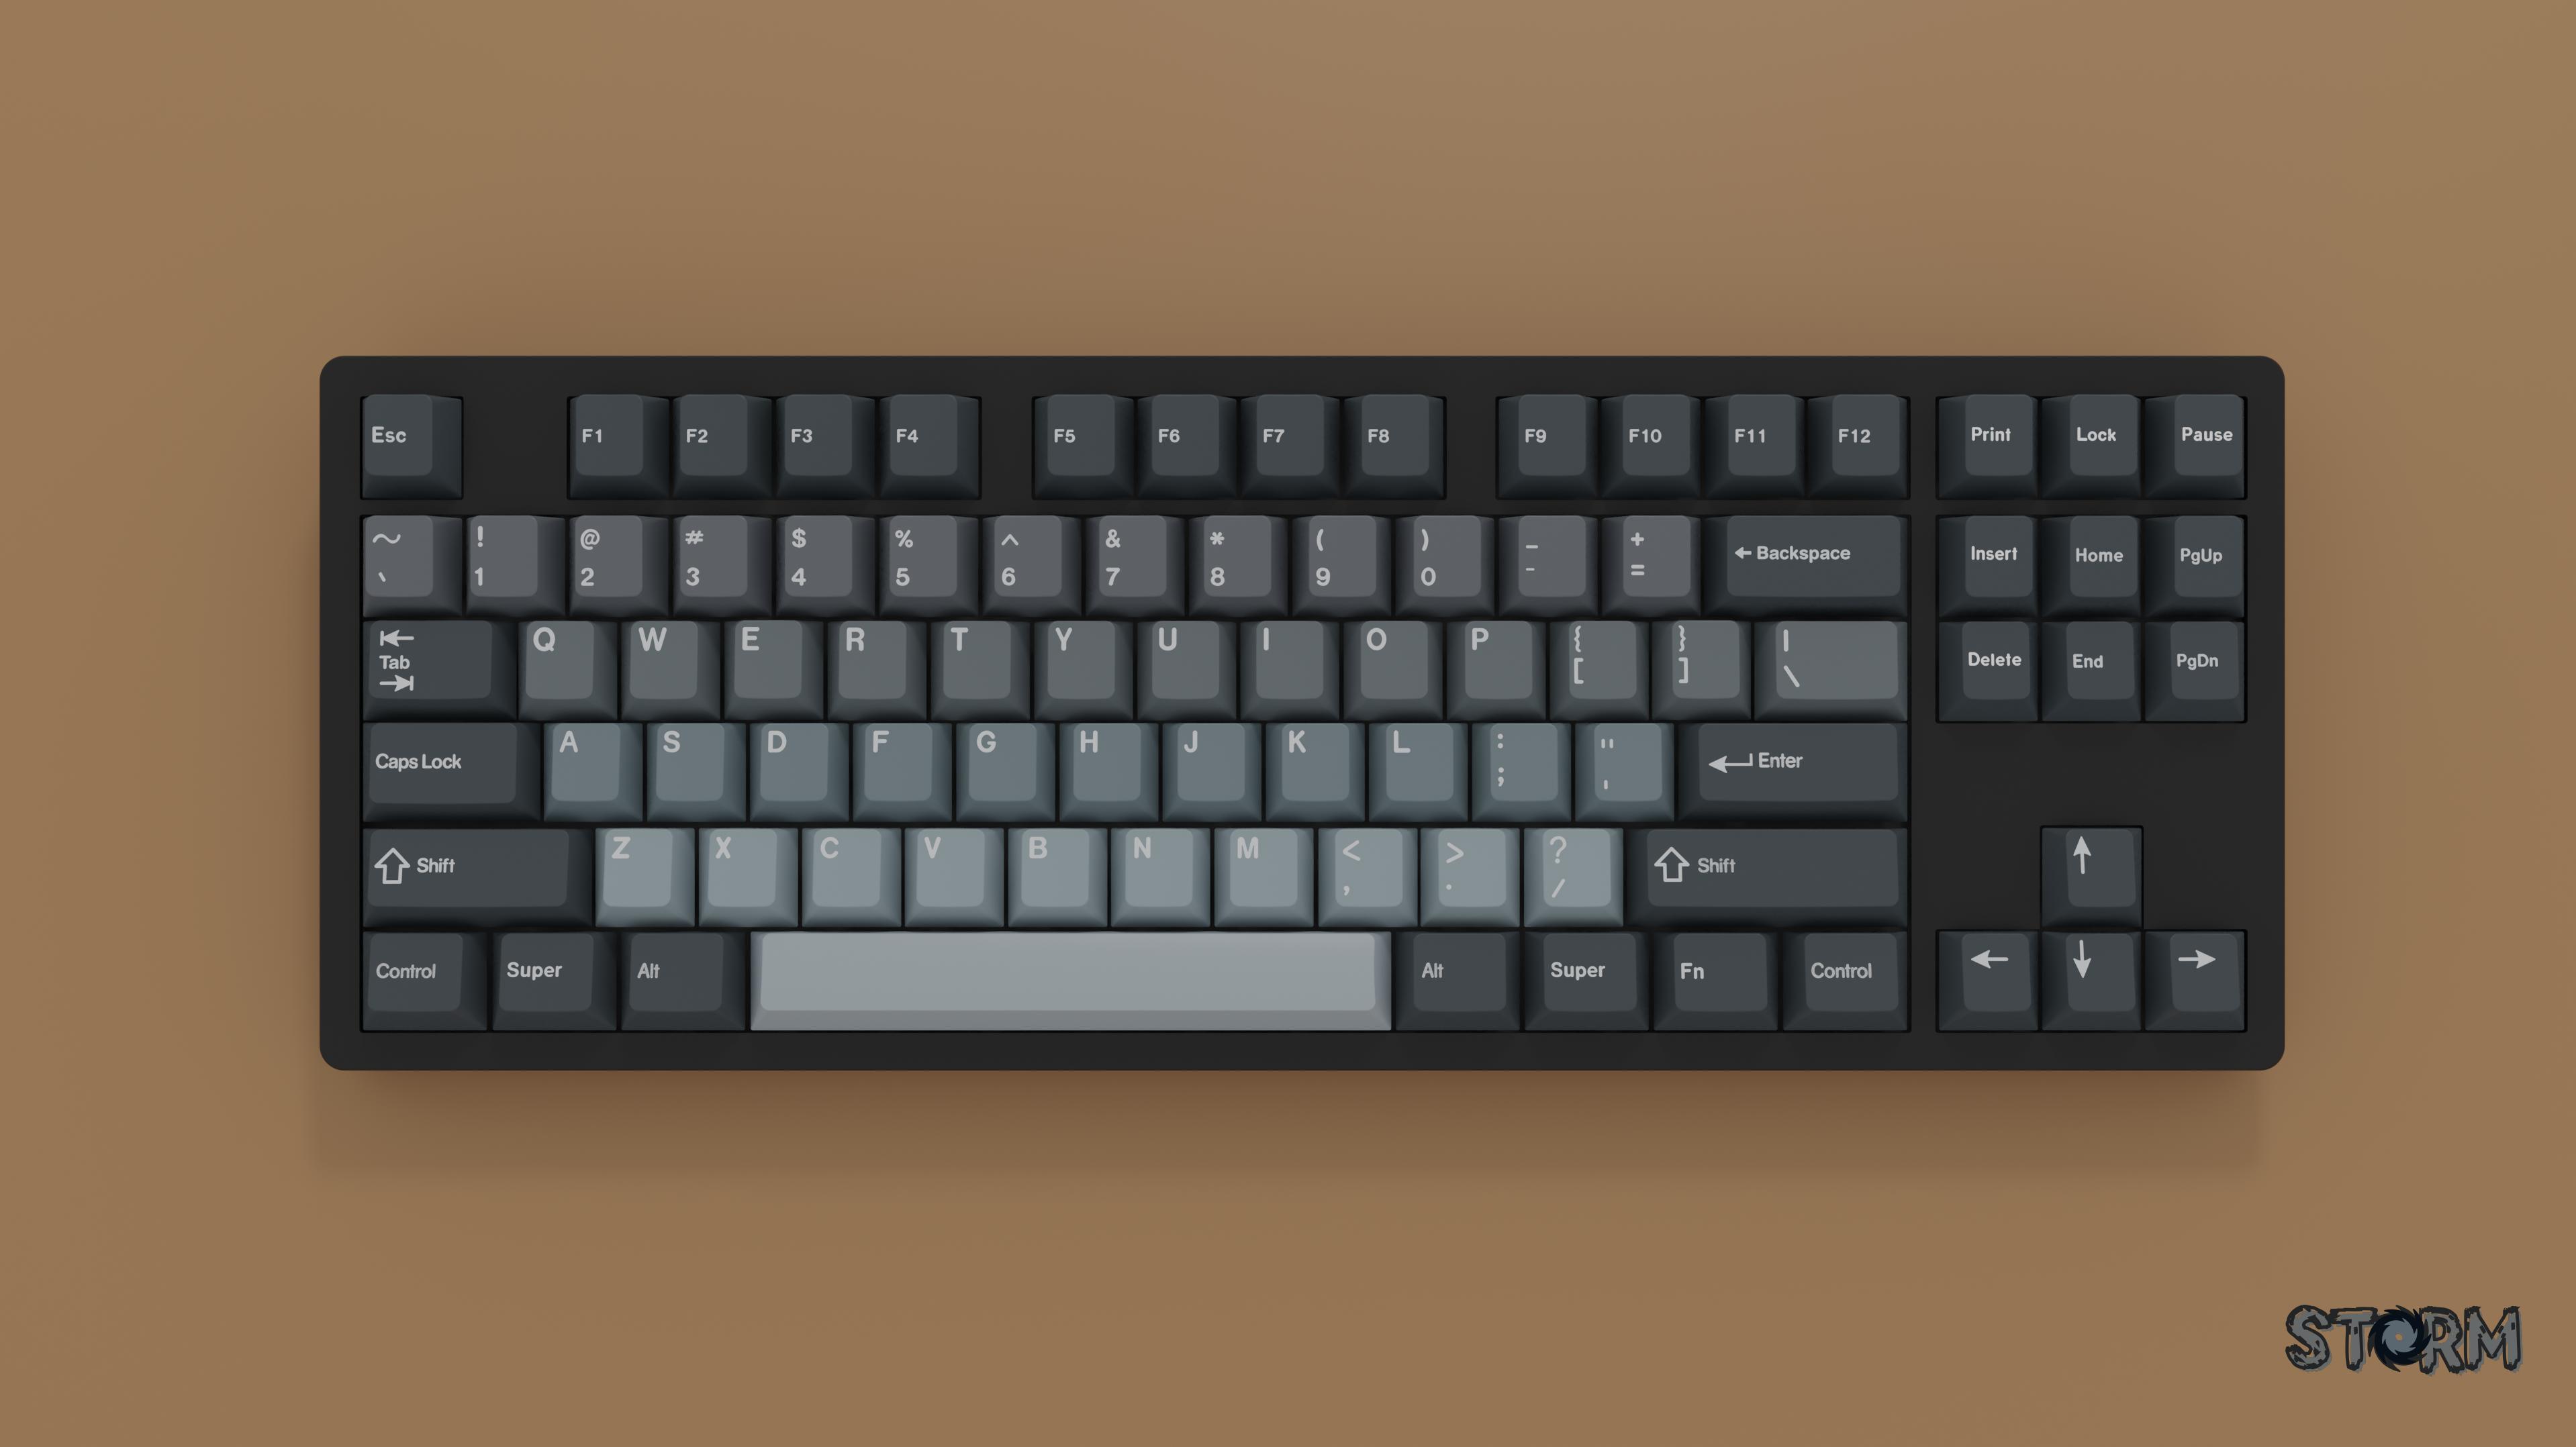 Esc F1 F2 F3 F4 F5 F6 F7 F8 F9 F10 F11 F12 Print Lock Pause
~ ! @ # $ % ^ & * ( ) _ +
` 1 2 3 4 5 6 7 8 9 0 - = ← Backspace Insert Home PgUp
⇤ Q W E R T Y U I O P { } |
Tab [ ] \ Delete End PgDn
⇥
A S D F G H J K L : "
Caps Lock ; ' ↵ Enter
Z X C V B N M < > ?
⇧ Shift , . / ⇧ Shift ↑
Control Super Alt Alt Super Fn Control ← ↓ →
STORM